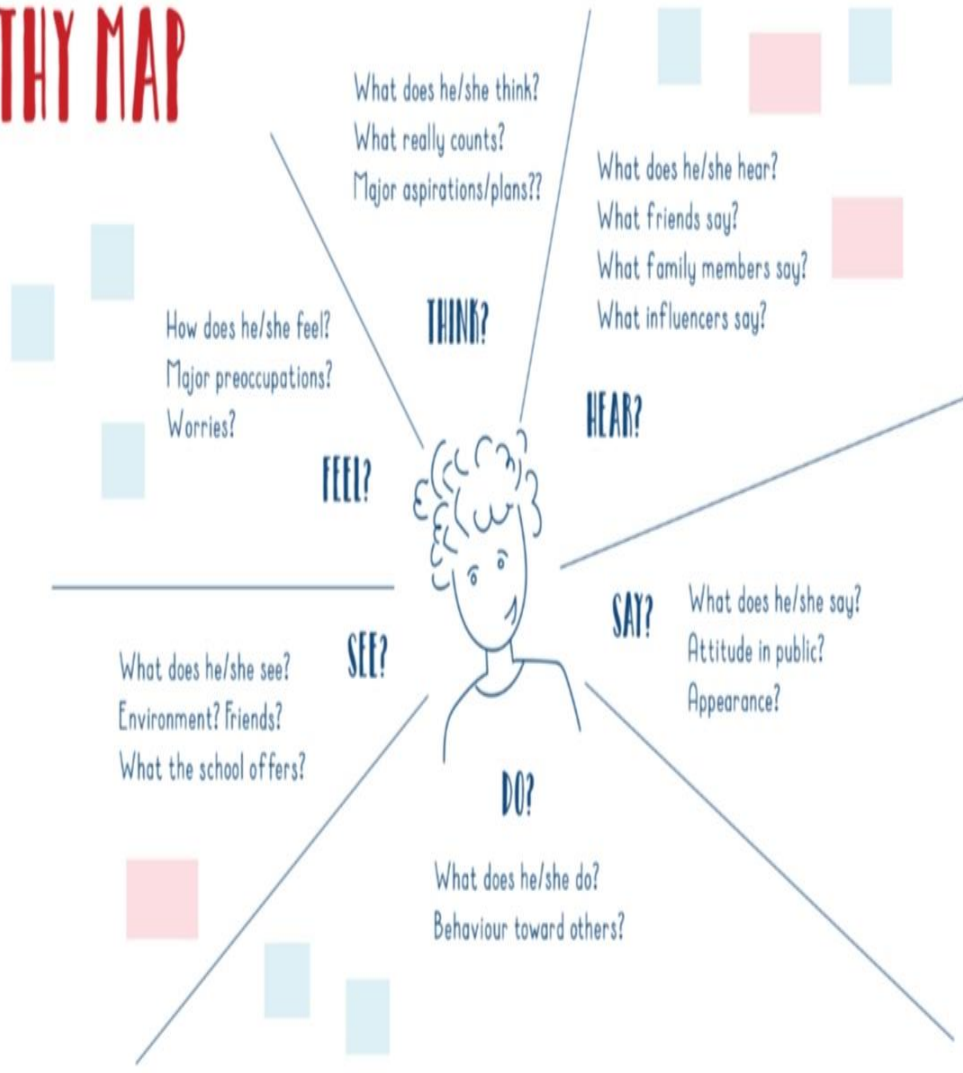 THY MAP
What does he/she think?
What really counts?
Major aspirations/plans??
THINK?
What does he/she hear?
What friends say?
What family members say?
What influencers say?
HEAR?
How does he/she feel?
Major preoccupations?
Worries?
FEEL?
SAY?
What does he/she say?
Attitude in public?
Appearance?
SEE?
What does he/she see?
Environment? Friends?
What the school offers?
DO?
What does he/she do?
Behaviour toward others?